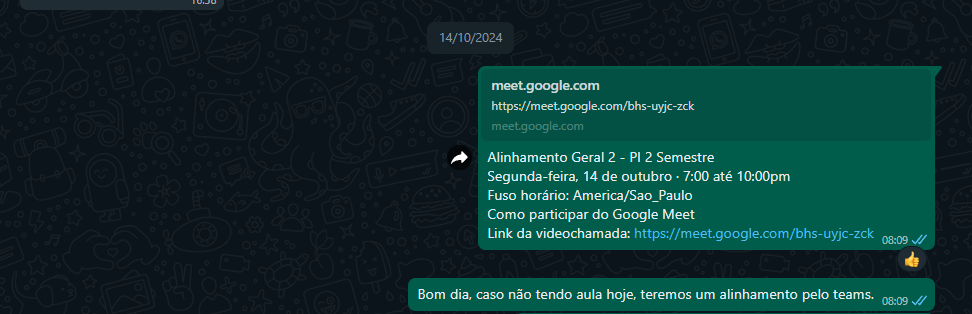 16:38
14/10/2024
meet.google.com
https://meet.google.com/bhs-uyjc-zck
meet.google.com
Alinhamento Geral 2 - PI 2 Semestre
Segunda-feira, 14 de outubro · 7:00 até 10:00pm
Fuso horário: America/Sao_Paulo
Como participar do Google Meet
Link da videochamada: https://meet.google.com/bhs-uyjc-zck 08:09
Bom dia, caso não tendo aula hoje, teremos um alinhamento pelo teams. 08:09